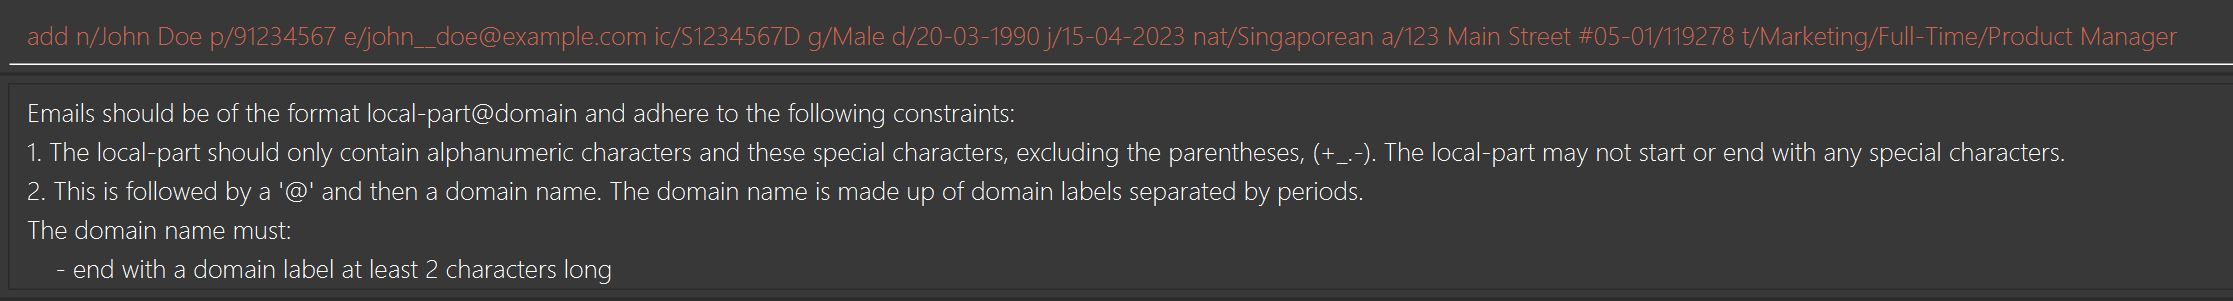 add n/John Doe p/91234567 e/john__doe@example.com ic/S1234567D g/Male d/20-03-1990 j/15-04-2023 nat/Singaporean a/123 Main Street #05-01/119278 t/Marketing/Full-Time/Product Manager
Emails should be of the format local-part@domain and adhere to the following constraints:
1. The local-part should only contain alphanumeric characters and these special characters, excluding the parentheses, (+_.-). The local-part may not start or end with any special characters.
2. This is followed by a '@' and then a domain name. The domain name is made up of domain labels separated by periods.
The domain name must:
- end with a domain label at least 2 characters long